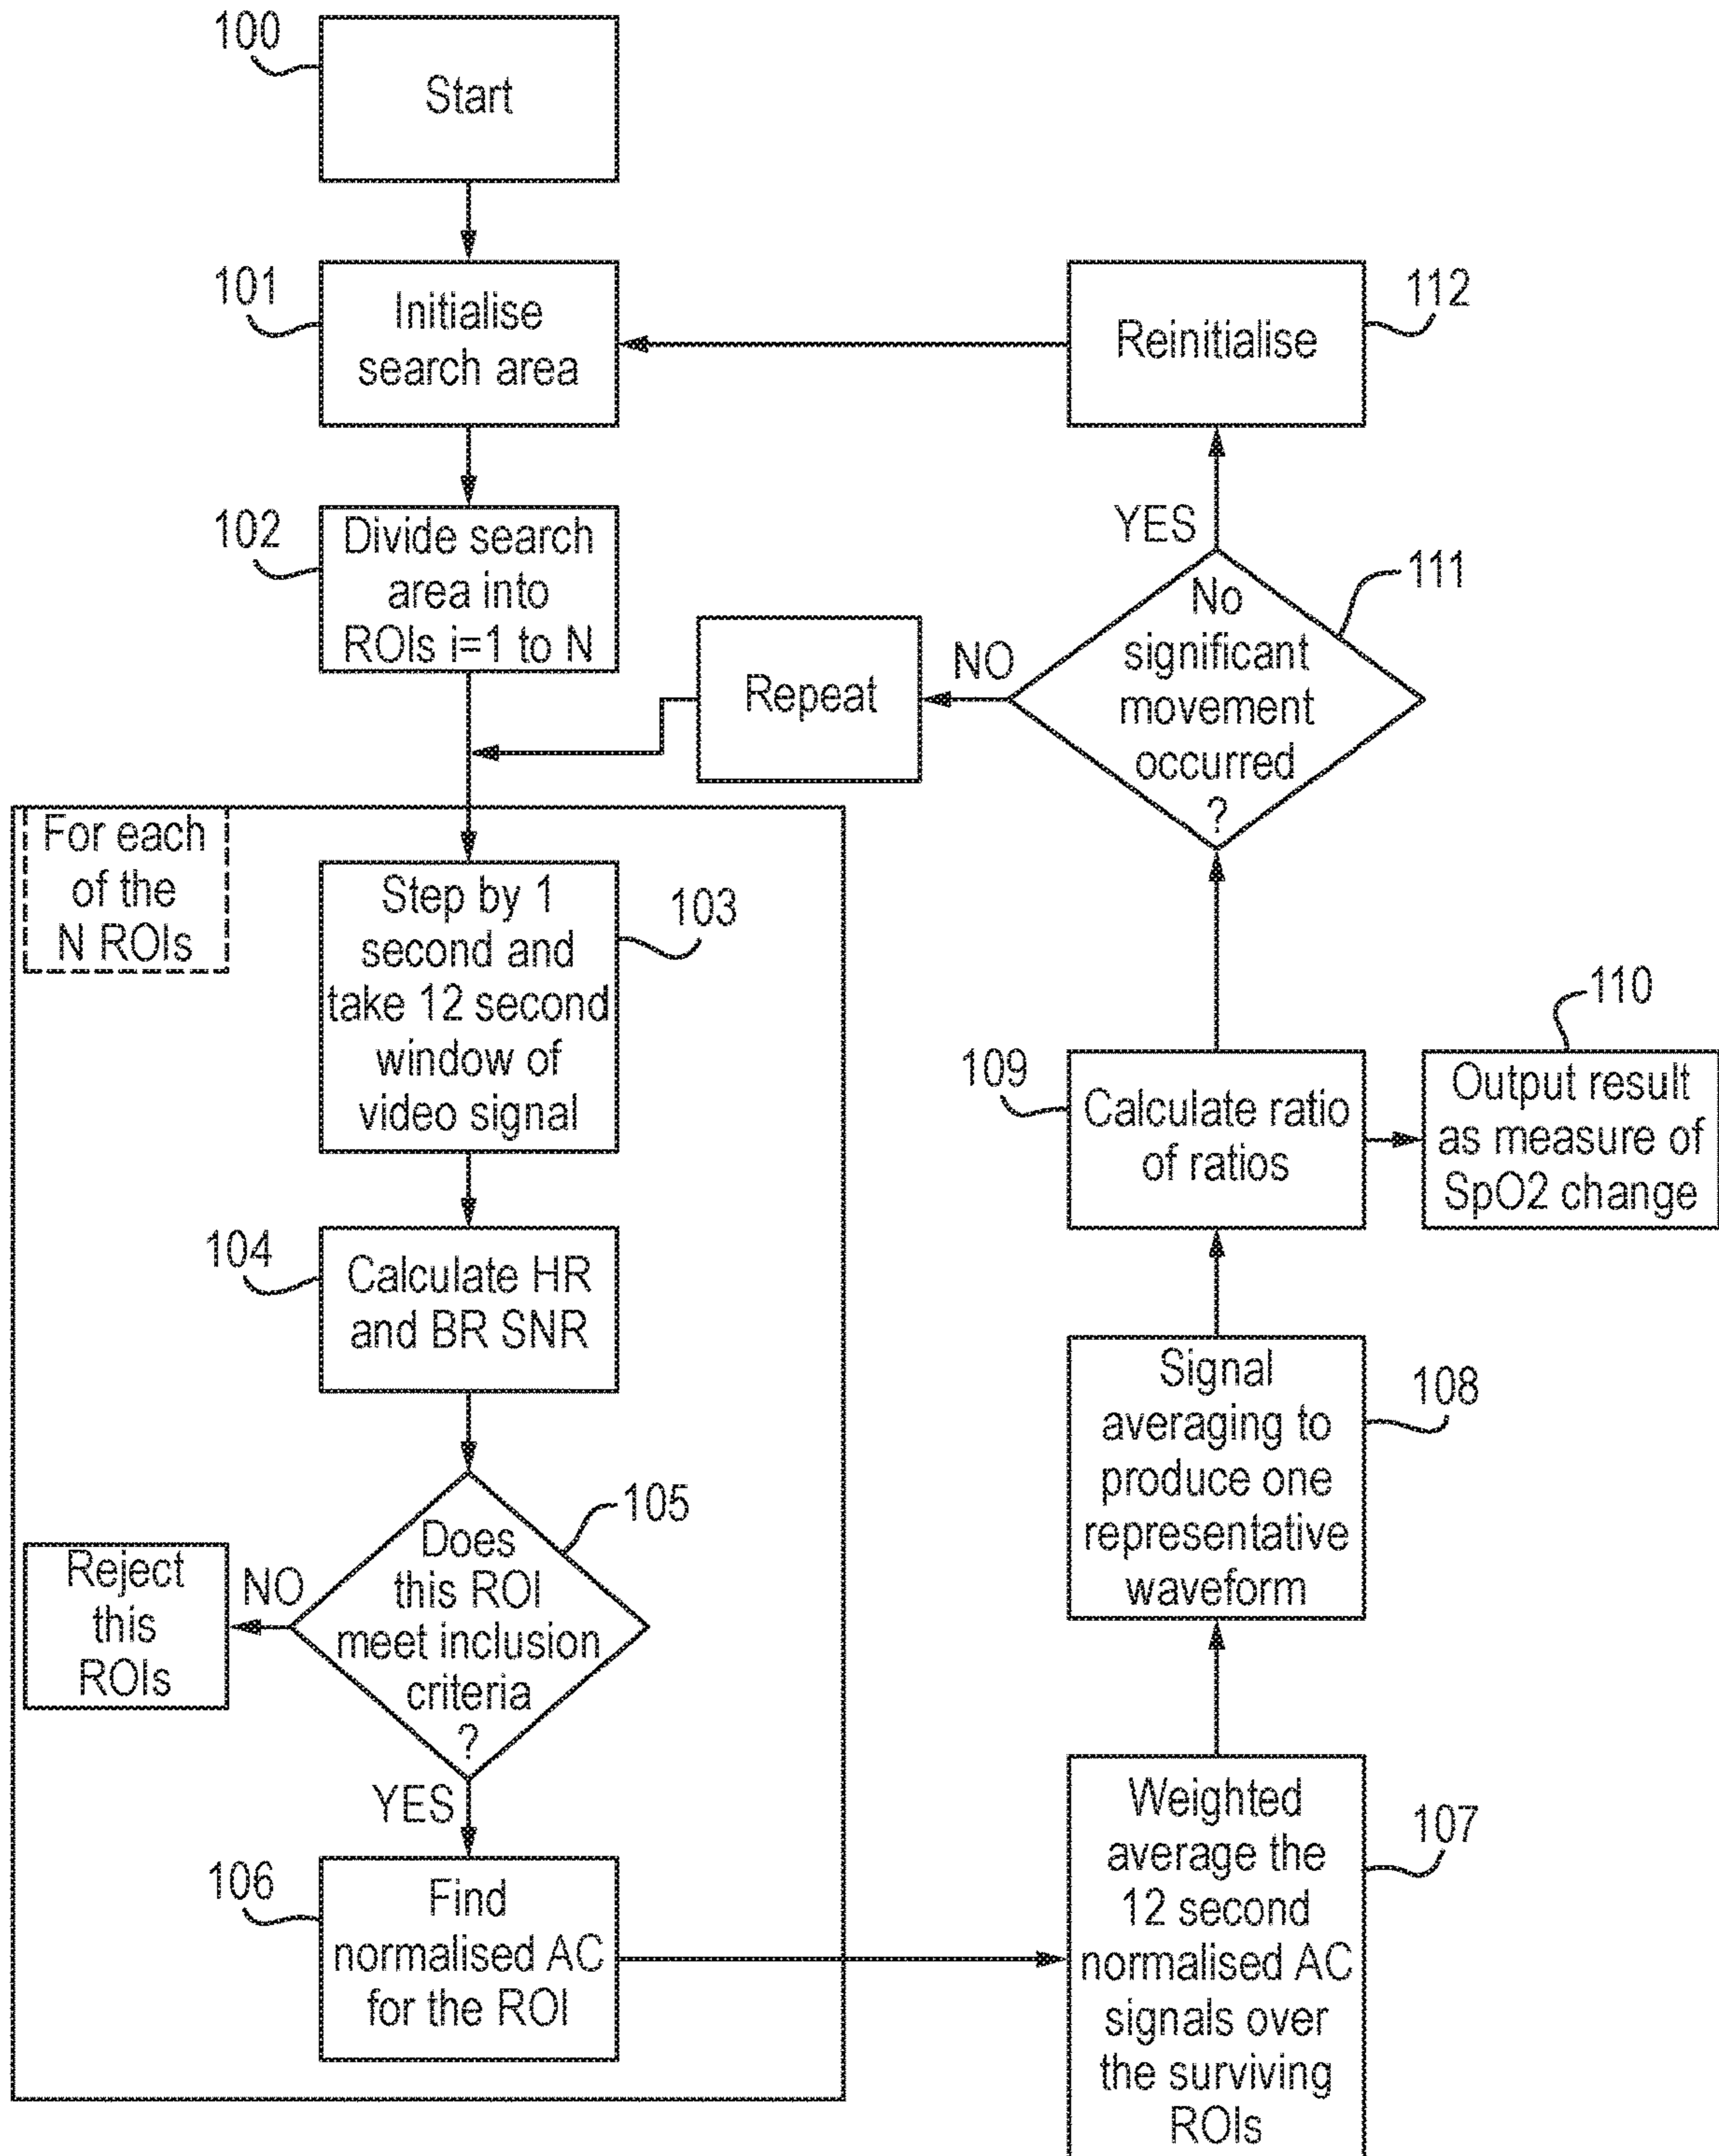 100
Start
101
Initialise
search area
112
Reinitialise
102
Divide search
area into
ROIs i=1 to N
YES
111
No
significant
movement
occurred
?
NO
Repeat
For each
of the
N ROIs
Step by 1
second and
take 12 second
window of
video signal
103
104
Calculate HR
and BR SNR
105
Does
this ROI
meet inclusion
criteria
?
NO
Reject
this
ROIs
YES
106
Find
normalised AC
for the ROI
107
Weighted
average the
12 second
normalised AC
signals over
the surviving
ROIs
108
Signal
averaging to
produce one
representative
waveform
109
Calculate ratio
of ratios
110
Output result
as measure of
SpO2 change